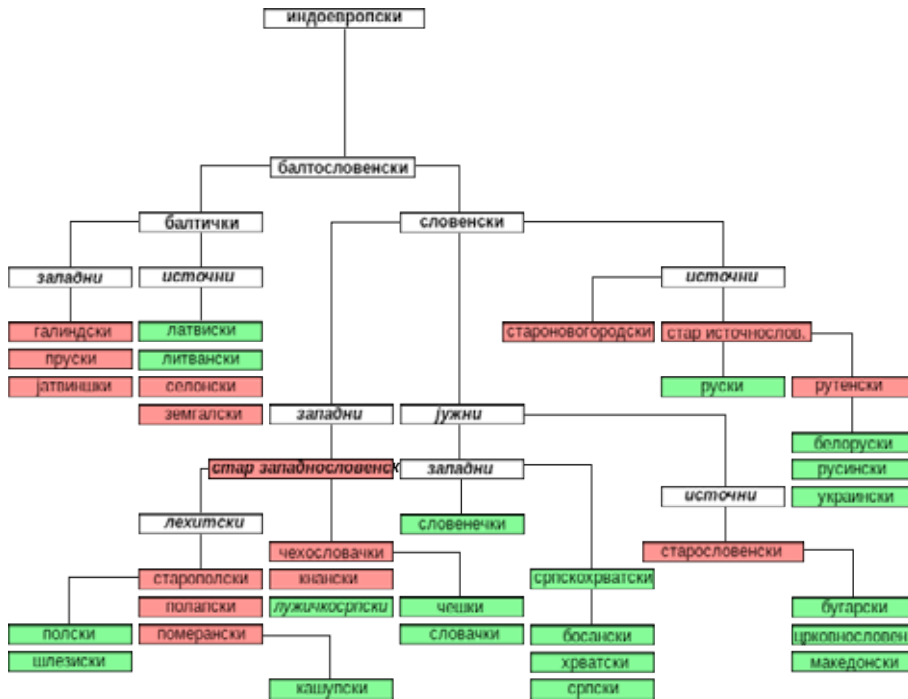 индоевропски
балтословенски
балтички
словенски
западни
источни
источни
галиндски
латвиски
староновогородски
стар источнослов.
пруски
литвански
јатвиншки
селонски
руски
рутенски
земгалски
западни
јужни
белоруски
стар западнословенск
западни
русински
источни
украински
лехитски
словенечки
чехословачки
старословенски
старополски
кнански
српскохрватски
полапски
лужичкосрпски
чешки
бугарски
полски
померански
словачки
босански
црковнословен.
шлезиски
хрватски
македонски
кашупски
српски